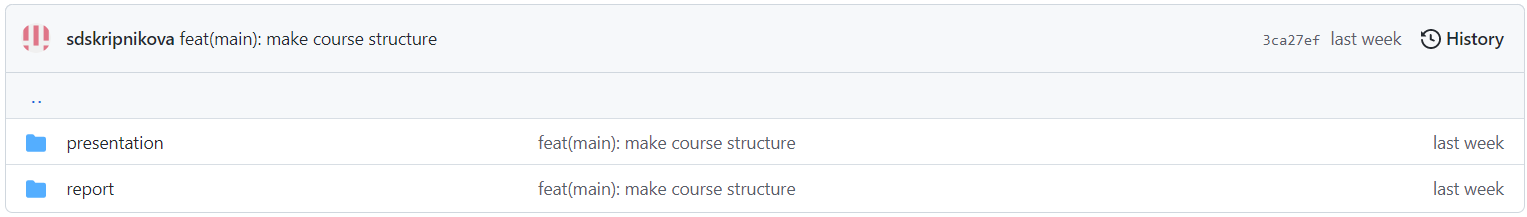 sdskripnikova feat(main): make course structure 3ca27ef last week History
..
presentation feat(main): make course structure last week
report feat(main): make course structure last week